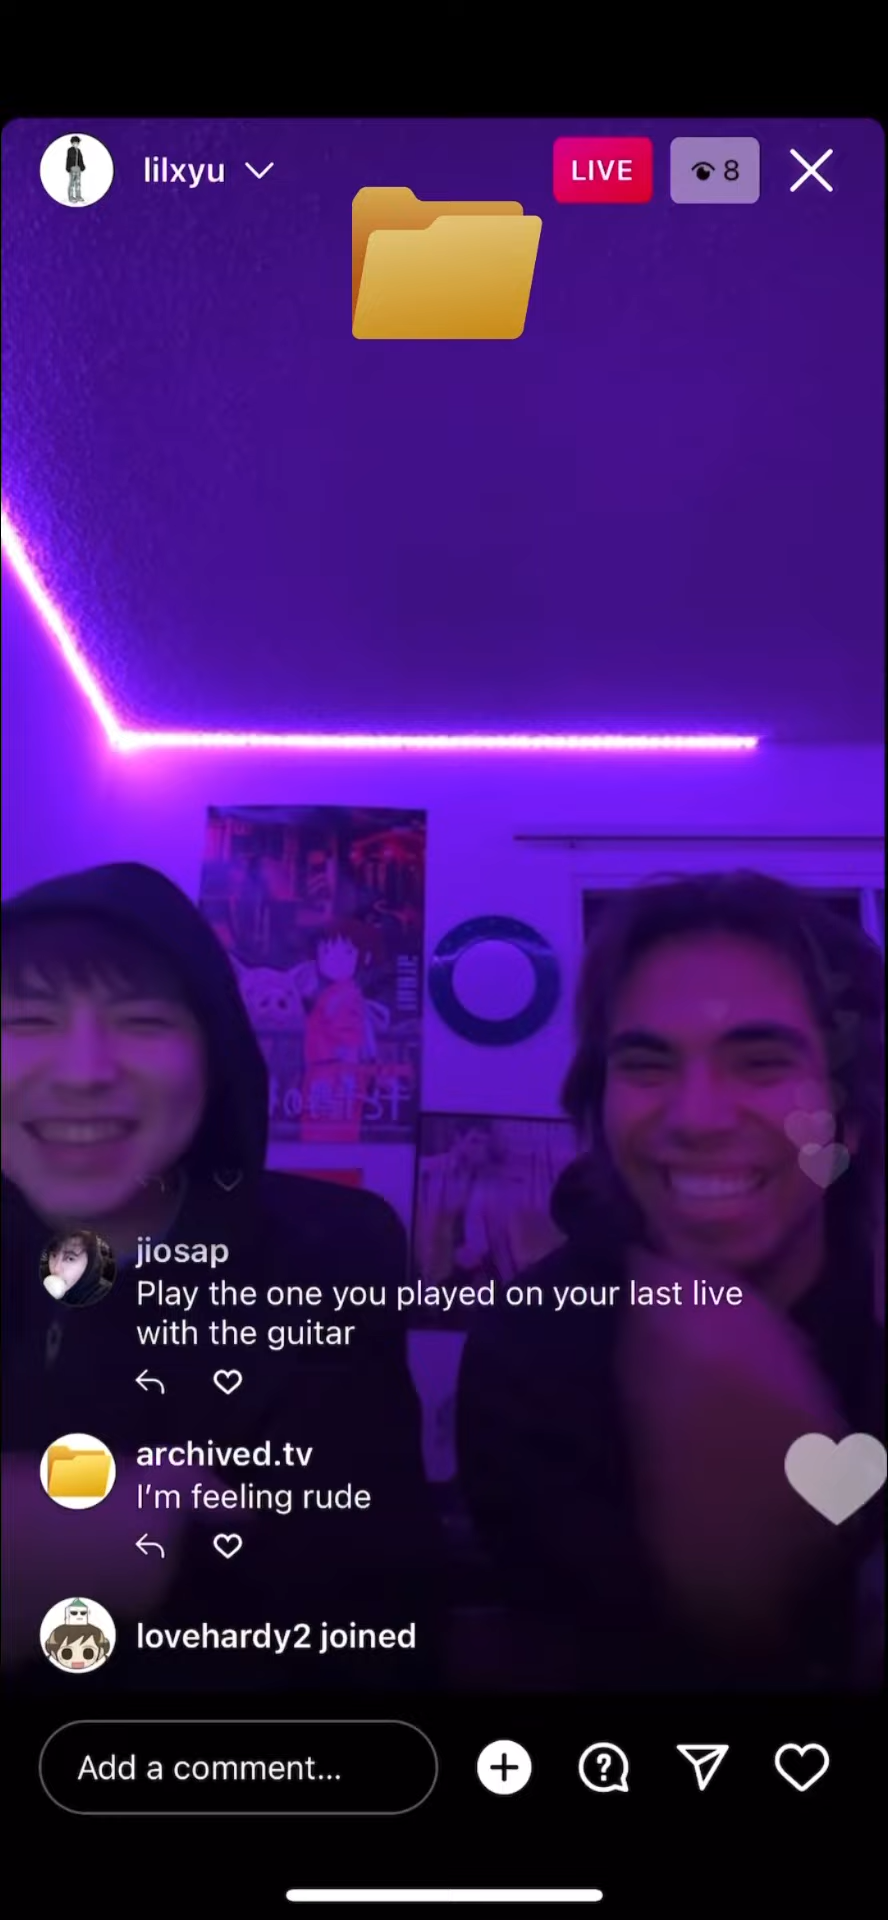 lilxyu
LIVE
8
jiosap
Play the one you played on your last live
with the guitar
archived.tv
I’m feeling rude
lovehardy2 joined
Add a comment...